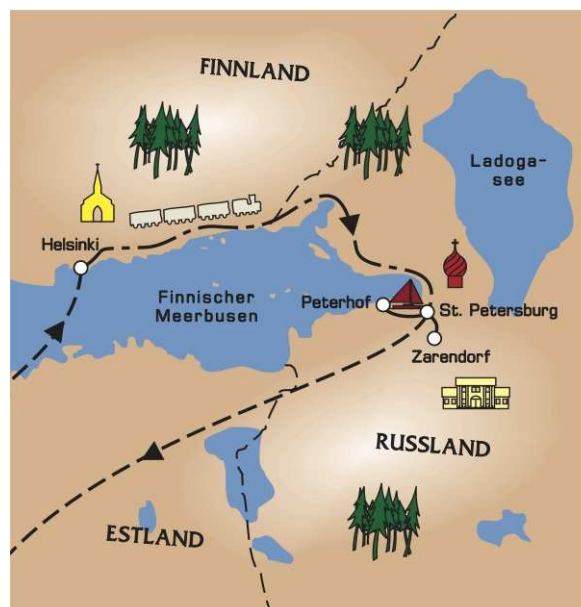 FINNLAND
Ladoga-
see
Helsinki
Finnischer
Meerbusen
Peterhof
St. Petersburg
Zarendorf
RUSSLAND
ESTLAND